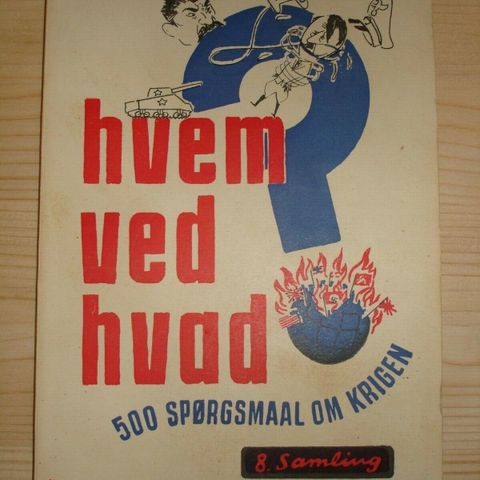 hvem
ved
hvad
500 SPØRGSMAAL OM KRIGEN
8. Samling